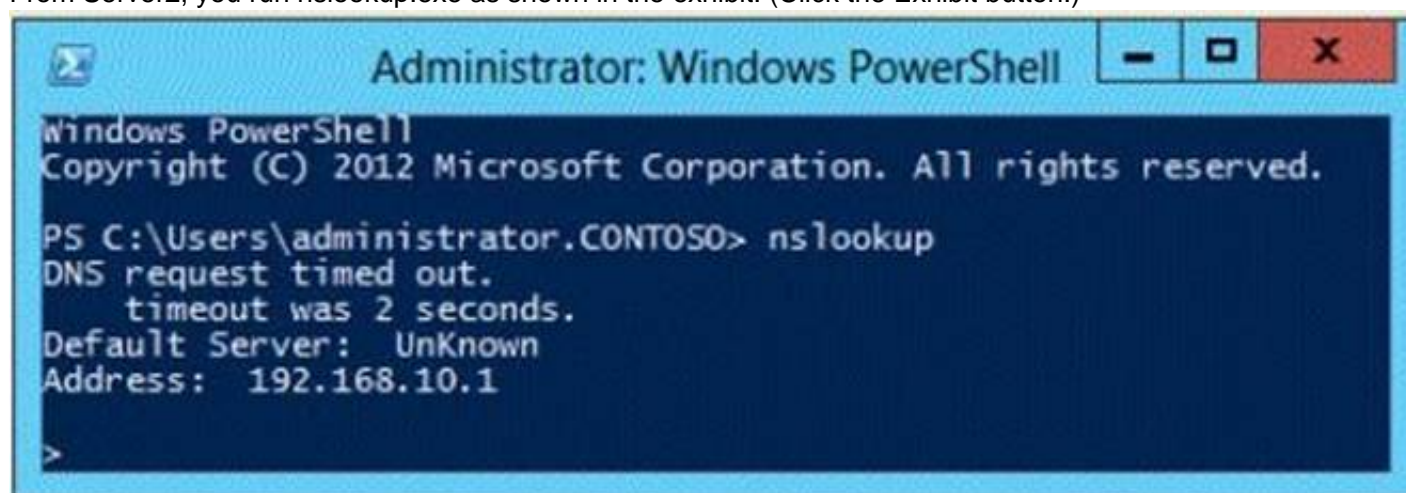 From Server2, you run nslookup.exe as shown in the exhibit. (Click the Exhibit button.)
Administrator: Windows PowerShell
Windows PowerShell
Copyright (C) 2012 Microsoft Corporation. All rights reserved.
PS C:\Users\administrator.CONTOSO> nslookup
DNS request timed out.
    timeout was 2 seconds.
Default Server:  UnKnown
Address:  192.168.10.1
>